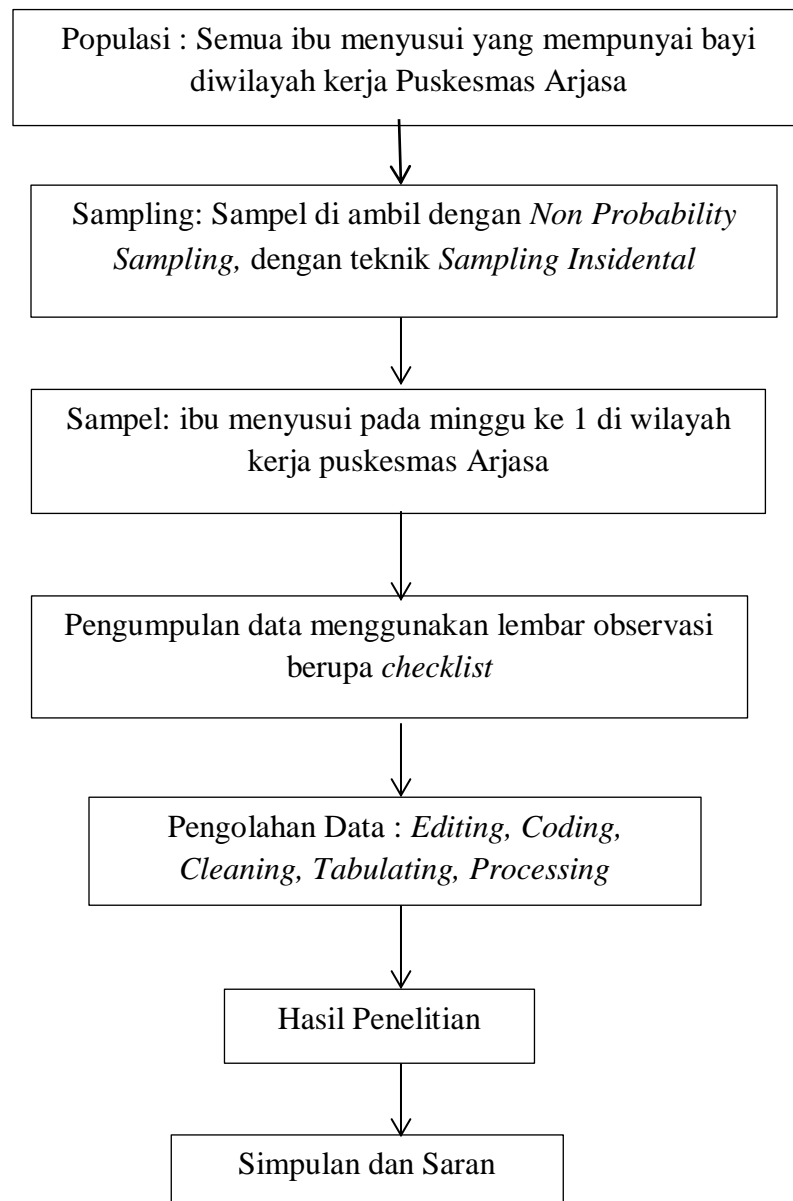 Populasi : Semua ibu menyusui yang mempunyai bayi
diwilayah kerja Puskesmas Arjasa
Sampling: Sampel di ambil dengan Non Probability
Sampling, dengan teknik Sampling Insidental
Sampel: ibu menyusui pada minggu ke 1 di wilayah
kerja puskesmas Arjasa
Pengumpulan data menggunakan lembar observasi
berupa checklist
Pengolahan Data : Editing, Coding,
Cleaning, Tabulating, Processing
Hasil Penelitian
Simpulan dan Saran